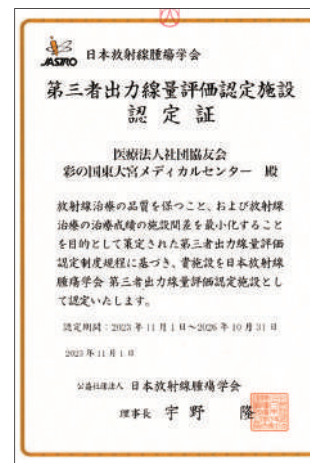 JASTRO 日本放射線腫瘍学会
第三者出力線量評価認定施設
認定証
医療法人社団協友会
彩の国東大宮メディカルセンター 殿
放射線治療の品質を保つこと、および放射線
治療の治療成績の施設間差を最小化すること
を目的として策定された第三者出力線量評価
認定制度規程に基づき、貴施設を日本放射線
腫瘍学会 第三者出力線量評価認定施設とし
て認定いたします。
認定期間:2023年11月1日~2026年10月31日
2023年11月1日
公益社団法人 日本放射線腫瘍学会
理事長 宇野 隆